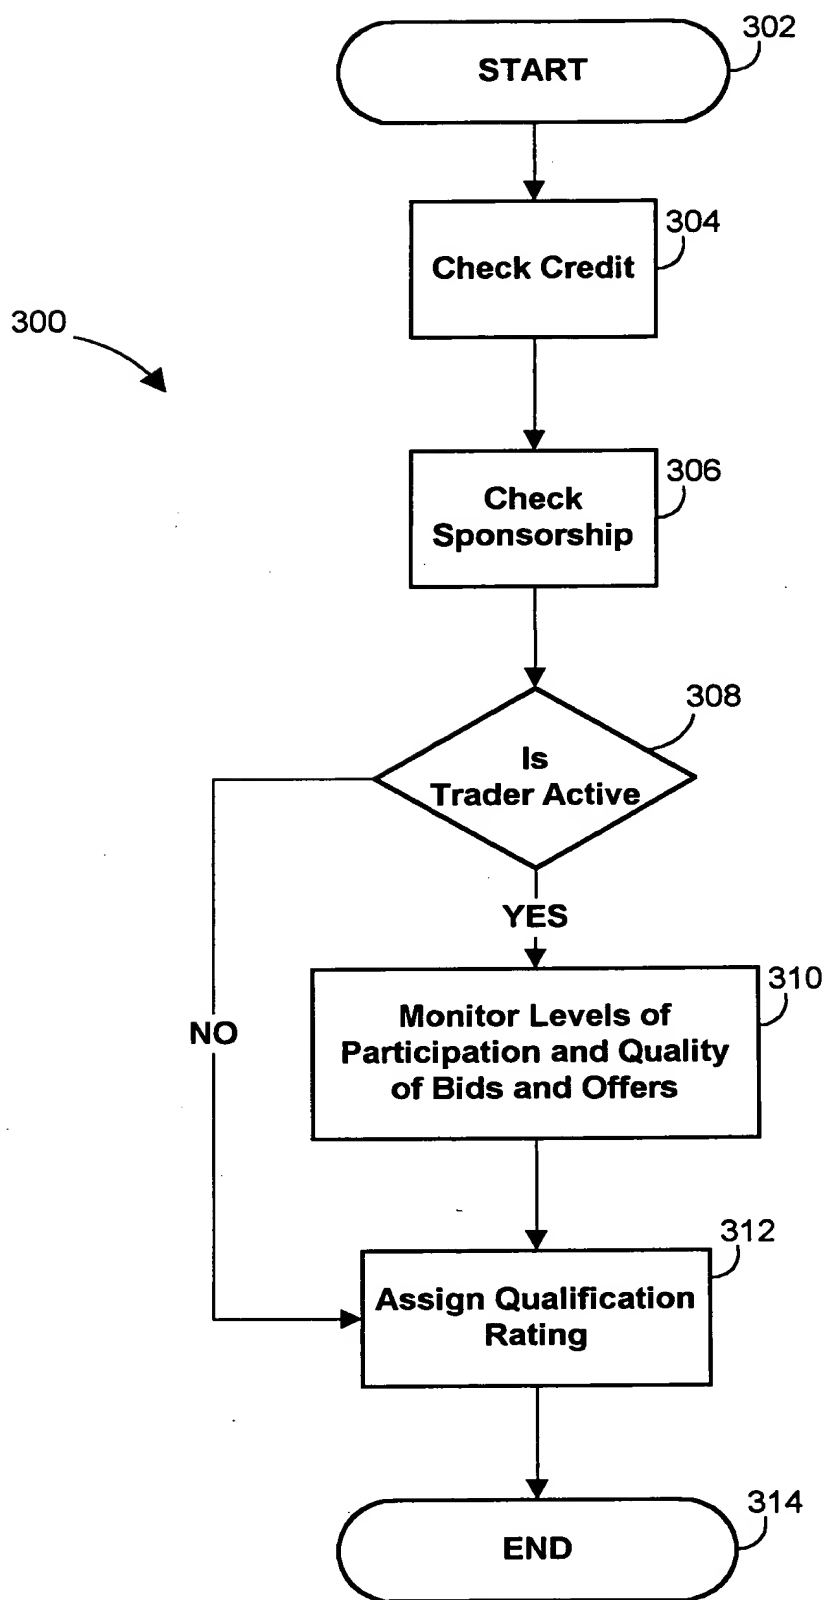 302
START
304
Check Credit
300
306
Check
Sponsorship
308
Is
Trader Active
YES
310
NO
Monitor Levels of
Participation and Quality
of Bids and Offers
312
Assign Qualification
Rating
314
END